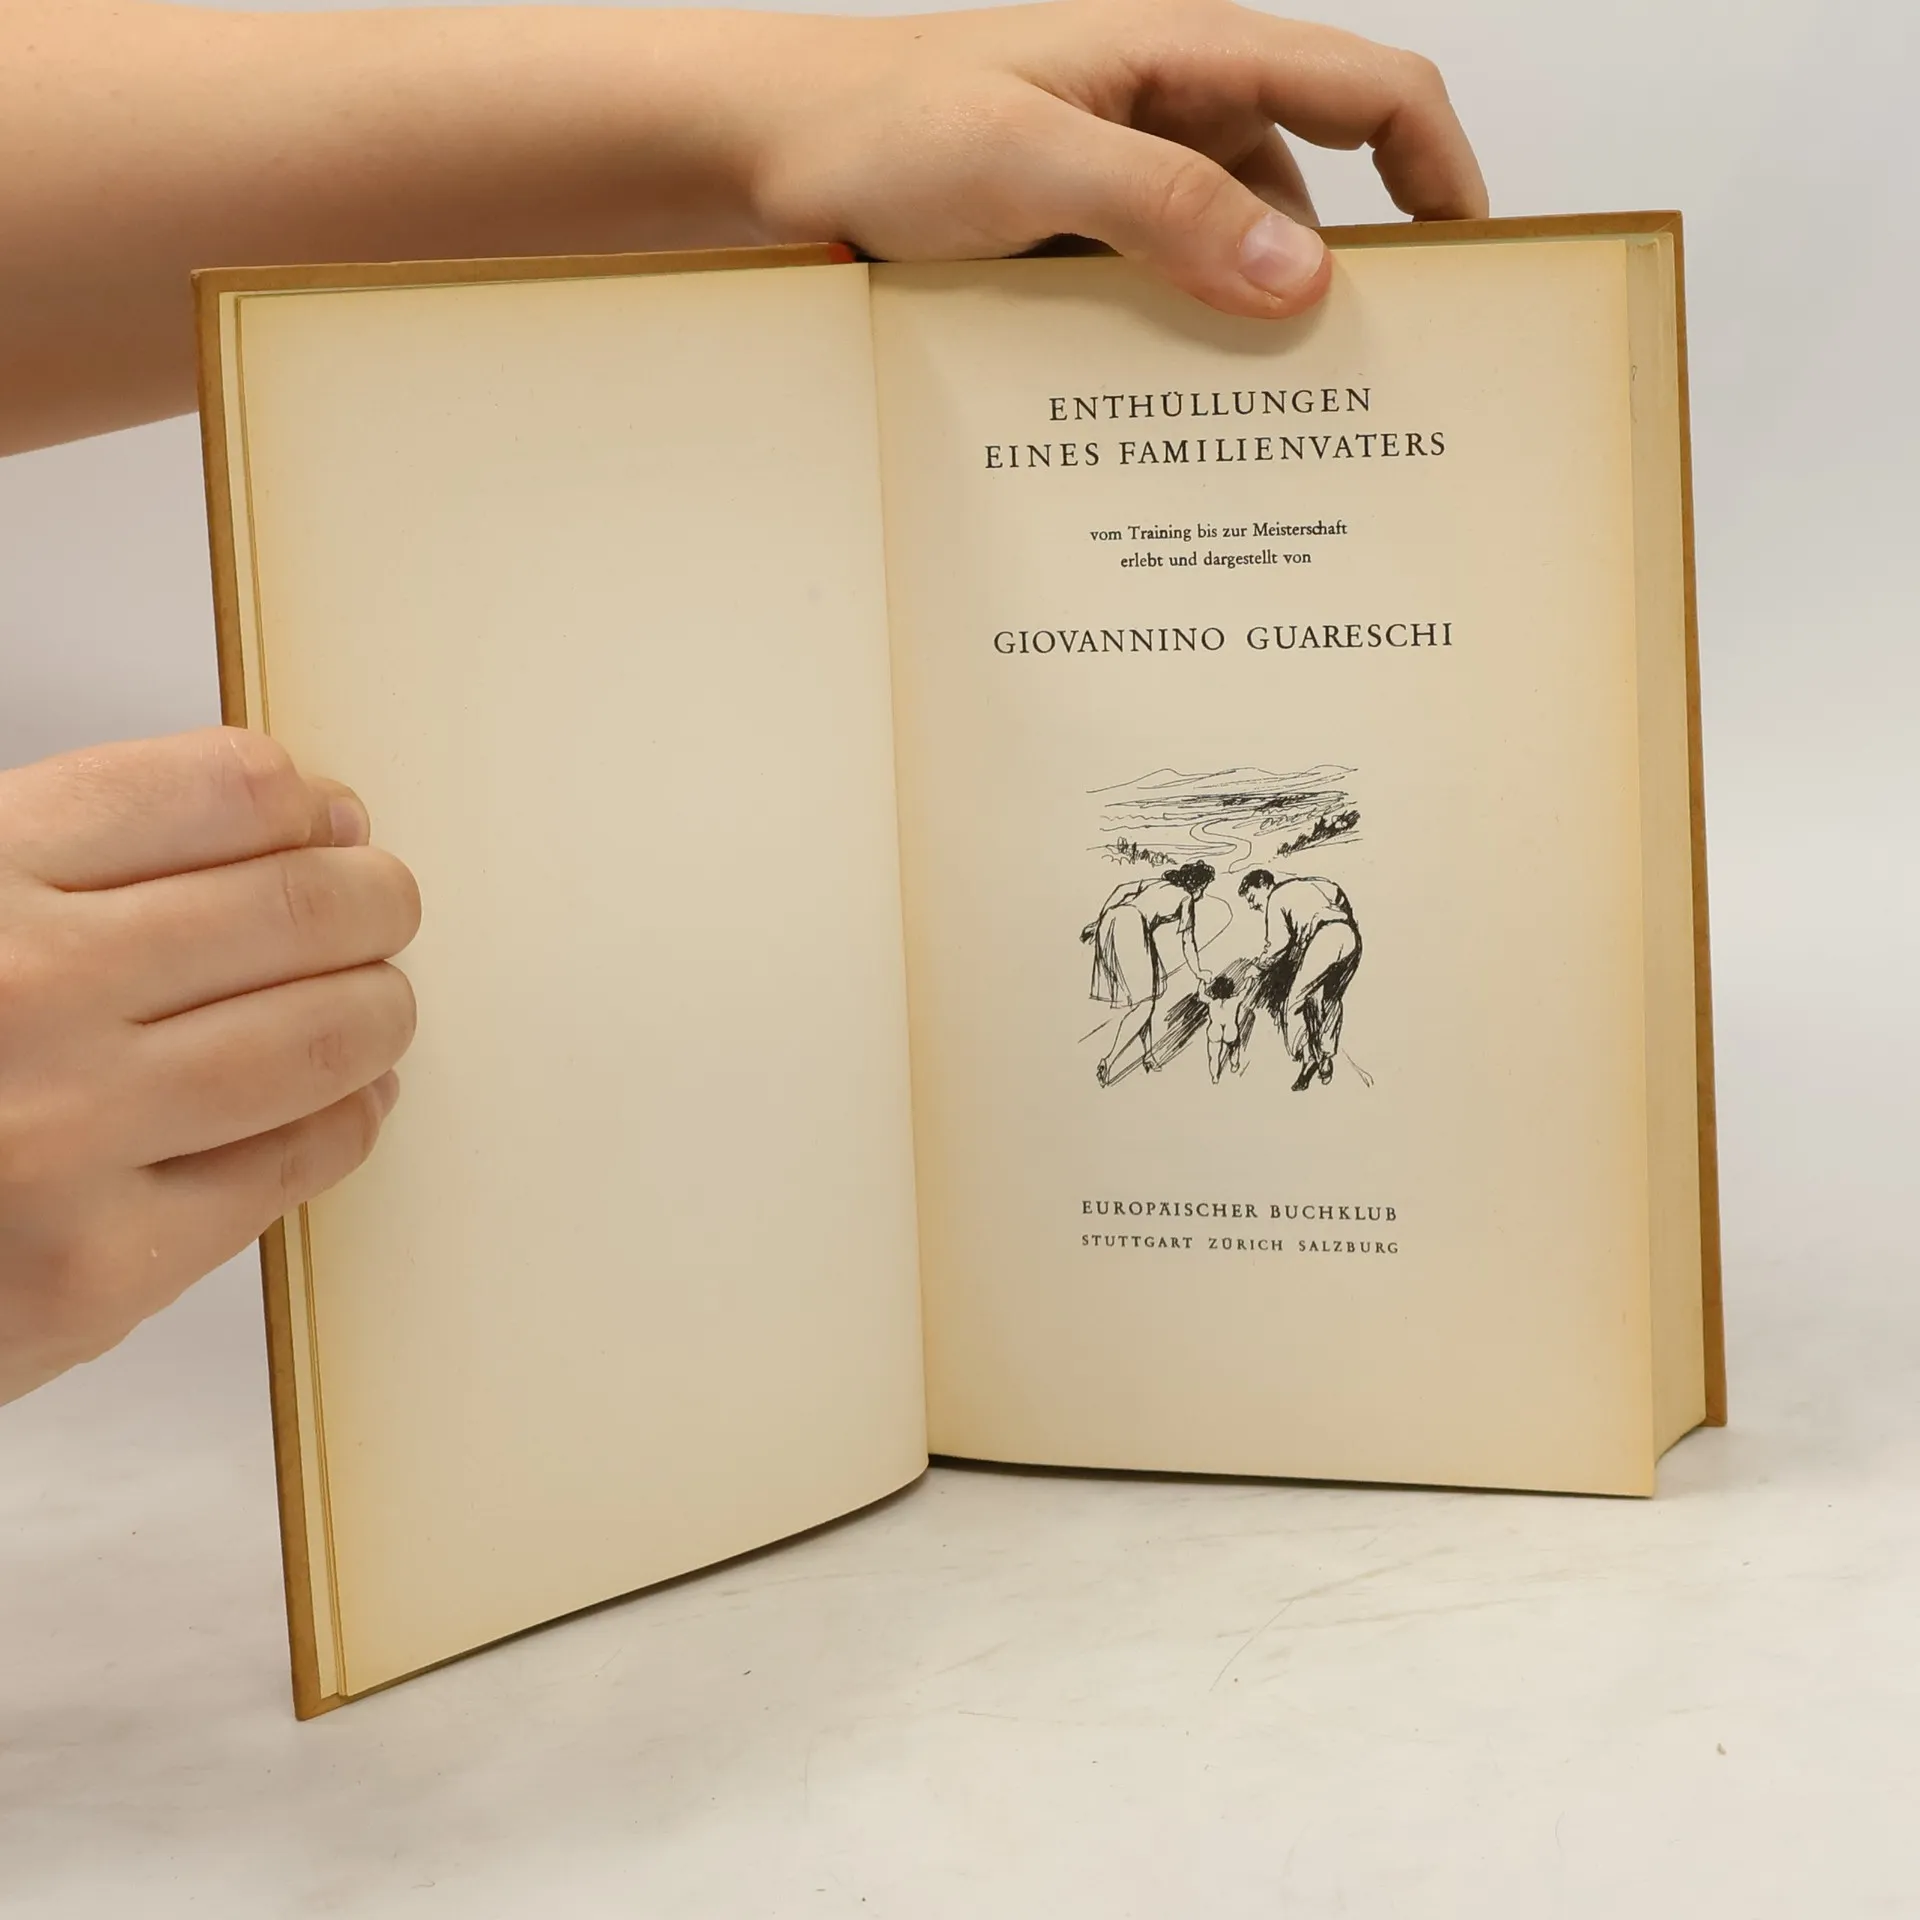 ENTHÜLLUNGEN
EINES FAMILIENVATERS
vom Training bis zur Meisterschaft
erlebt und dargestellt von
GIOVANNINO GUARESCHI
EUROPÄISCHER BUCHKLUB
STUTTGART ZÜRICH SALZBURG